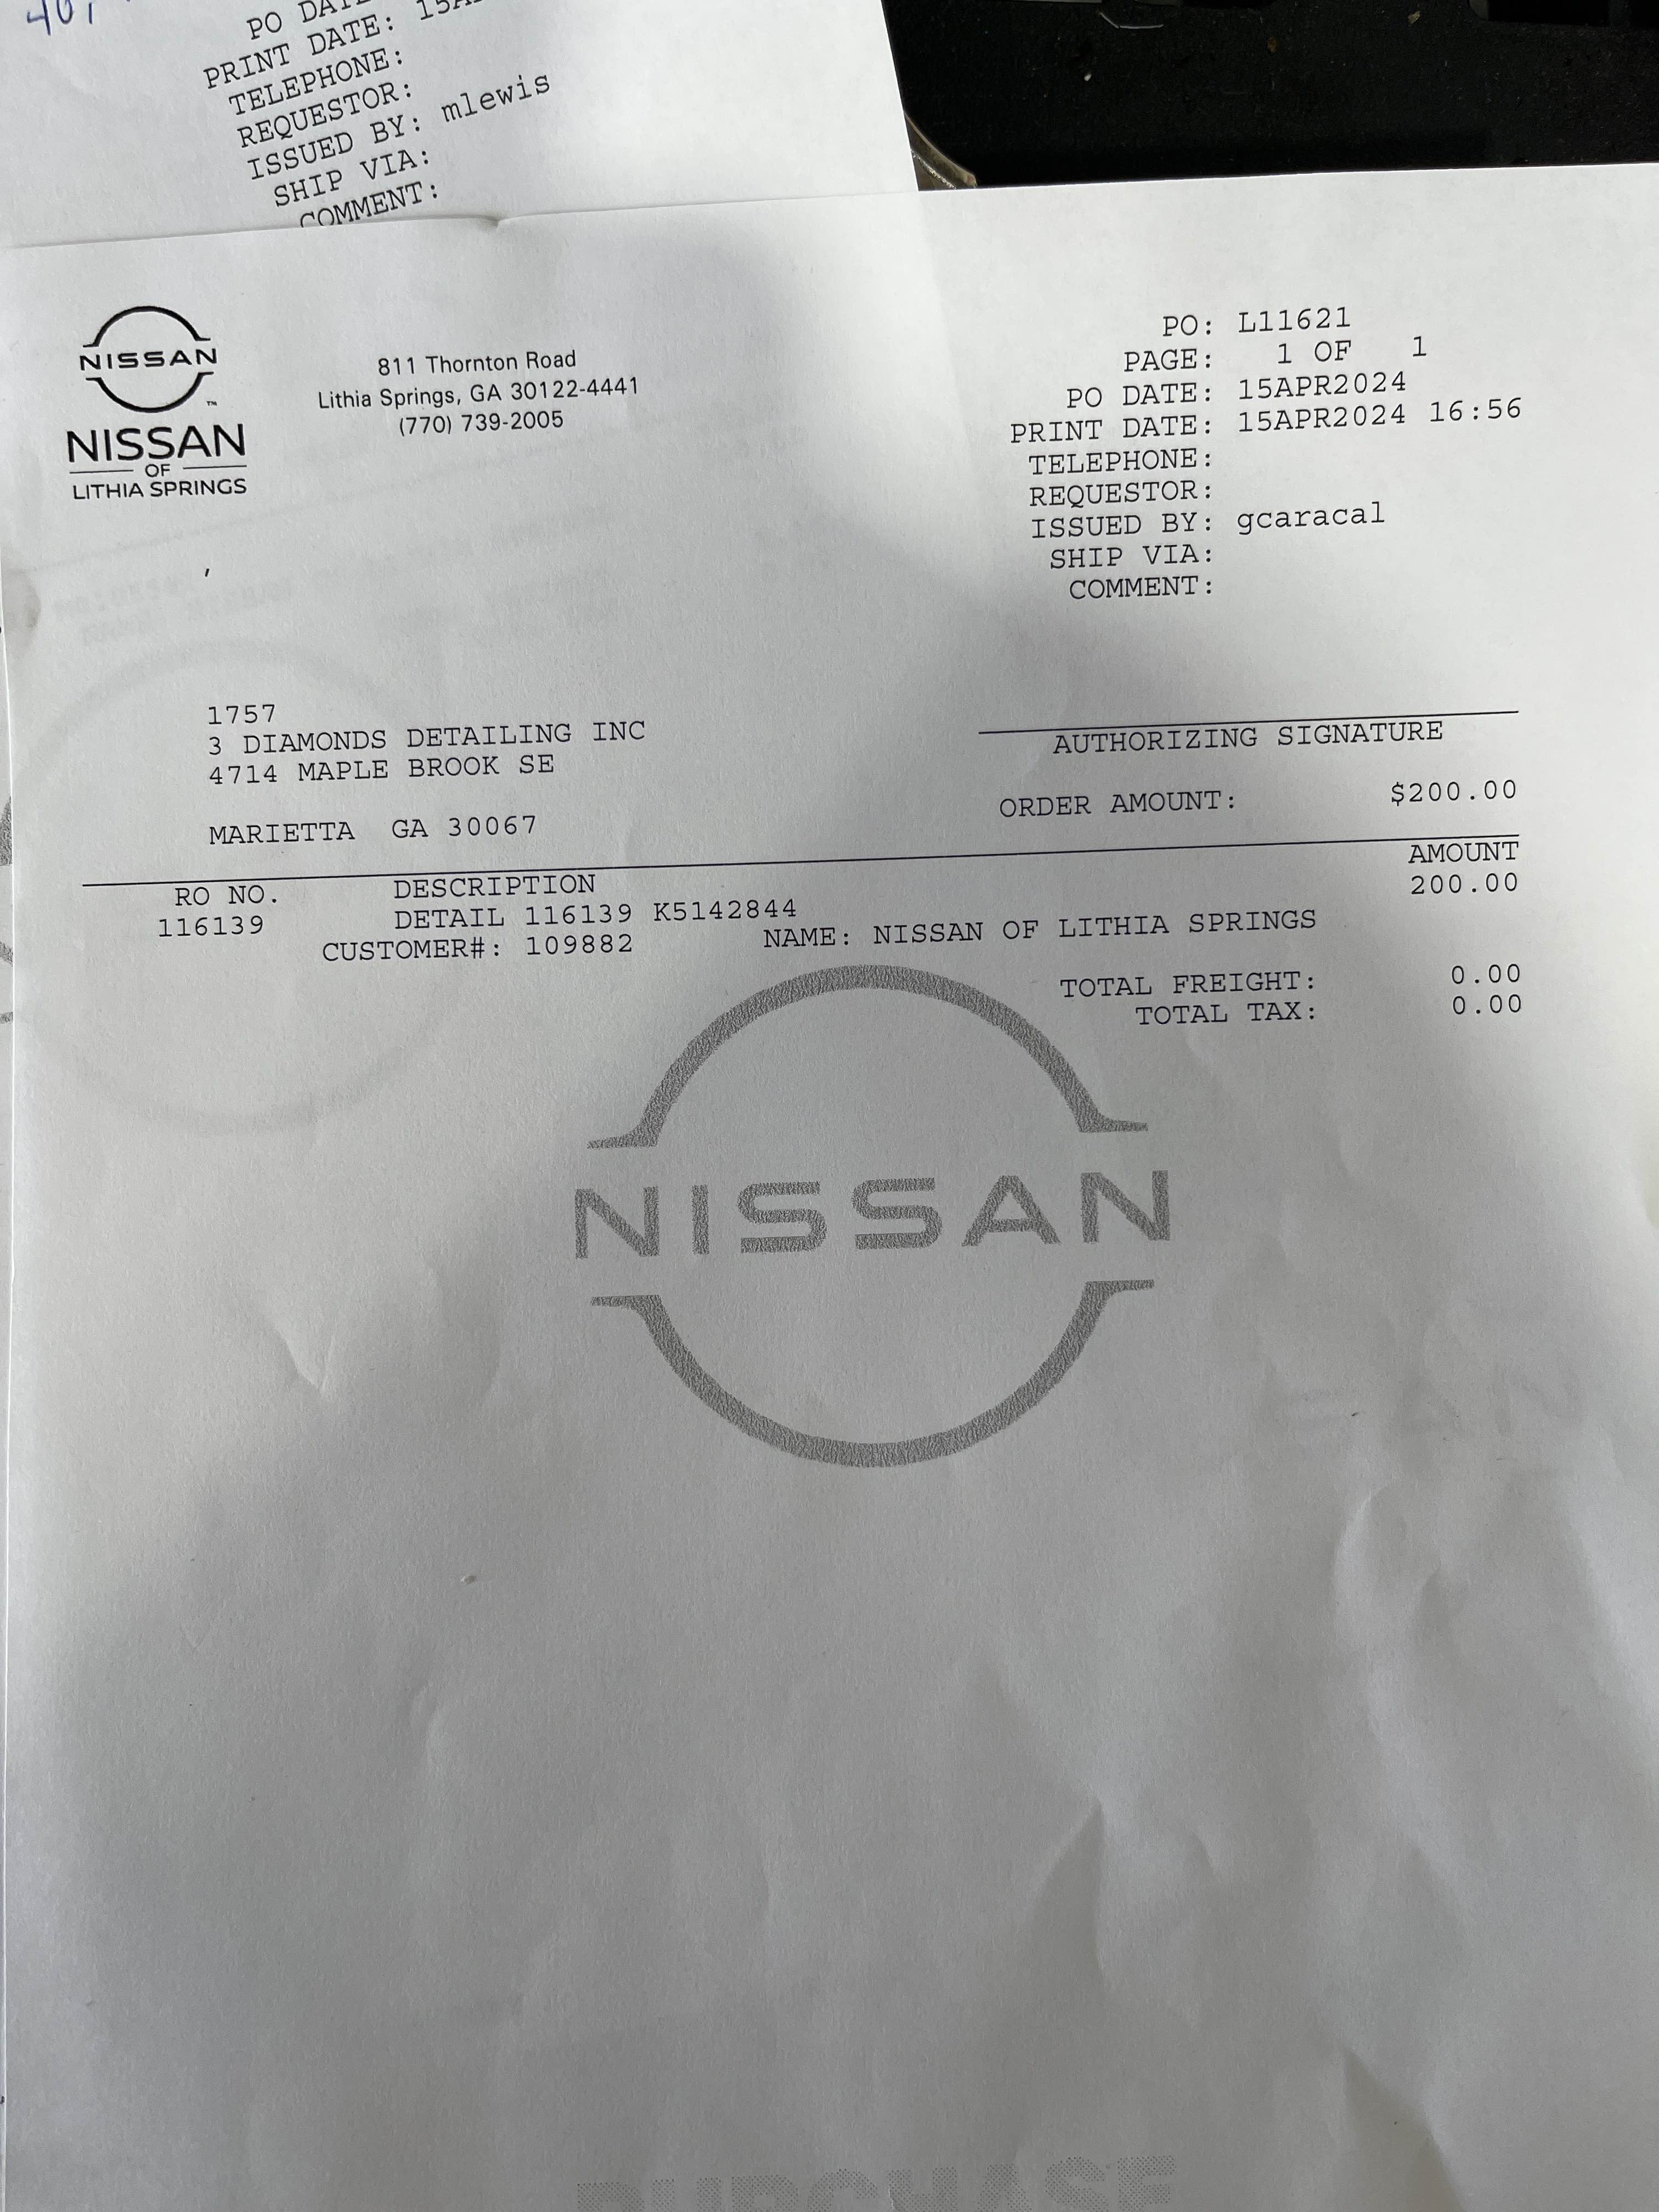 PRINT DATE:
TELEPHONE:
REQUESTOR:
ISSUED BY: mlewis
SHIP VIA:
COMMENT:
NISSAN
NISSAN
OF
LITHIA SPRINGS
811 Thornton Road
Lithia Springs, GA 30122-4441
(770) 739-2005
PO: L11621
PAGE: 1 OF 1
PO DATE: 15APR2024
PRINT DATE: 15APR2024 16:56
TELEPHONE:
REQUESTOR:
ISSUED BY: gcaracal
SHIP VIA:
COMMENT:
1757
3 DIAMONDS DETAILING INC
4714 MAPLE BROOK SE
MARIETTA GA 30067
AUTHORIZING SIGNATURE
ORDER AMOUNT: $200.00
RO NO. DESCRIPTION AMOUNT
116139 DETAIL 116139 K5142844 200.00
CUSTOMER#: 109882 NAME: NISSAN OF LITHIA SPRINGS
TOTAL FREIGHT: 0.00
TOTAL TAX: 0.00
NISSAN
PURCHASE